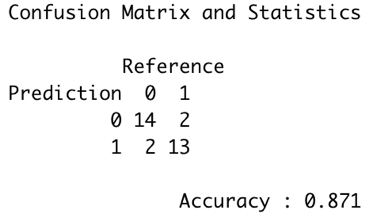 Confusion Matrix and Statistics
Reference
Prediction 0 1
0 14 2
1 2 13
Accuracy : 0.871